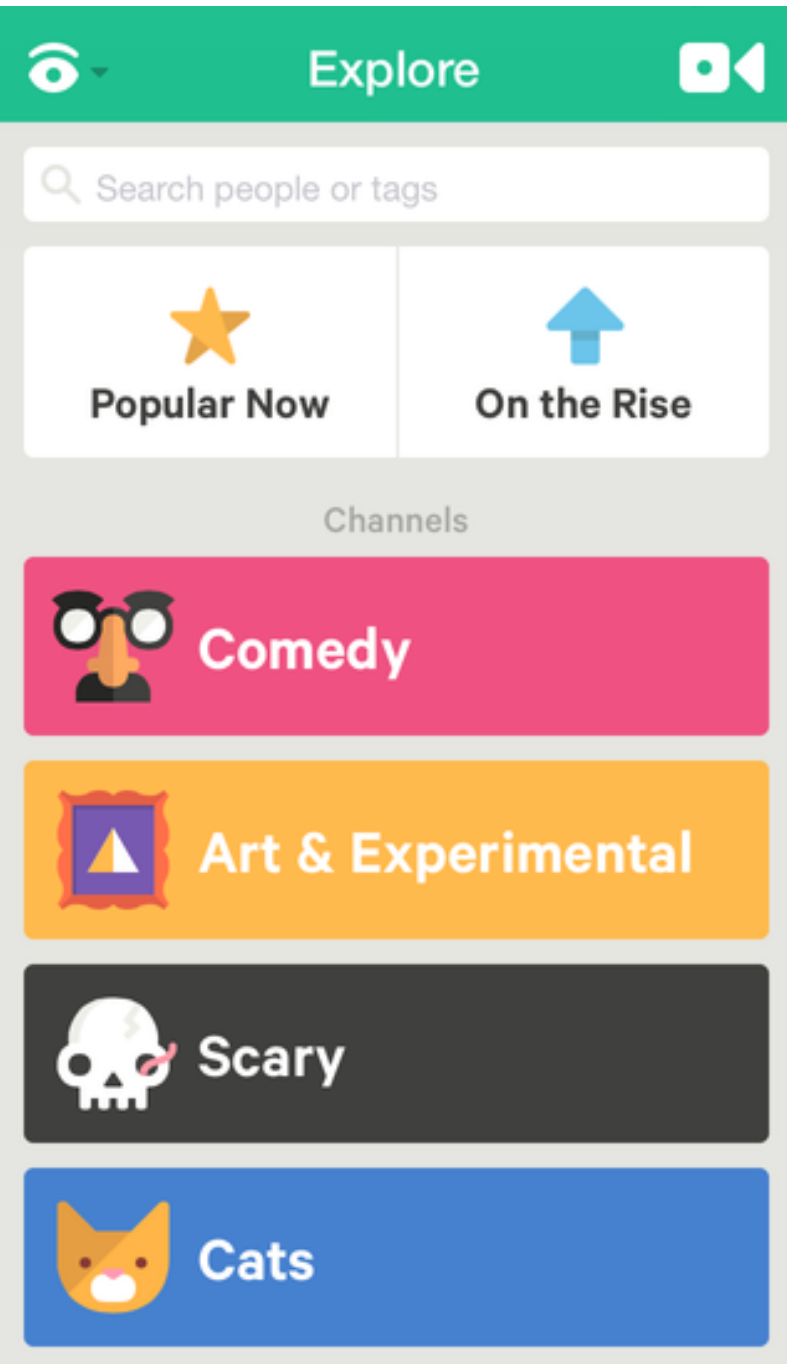 Explore
Search people or tags
Popular Now
On the Rise
Channels
Comedy
Art & Experimental
Scary
Cats